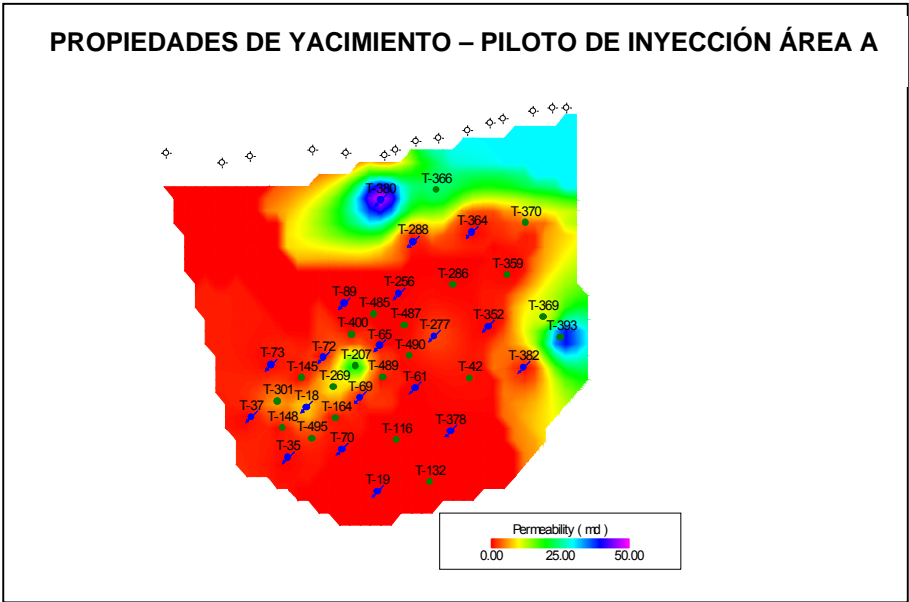 PROPIEDADES DE YACIMIENTO – PILOTO DE INYECCIÓN ÁREA A
T-366
T-380
T-370
T-364
T-288
T-359
T-286
T-256
T-89
T-485
T-369
T-487
T-352
T-393
T-400
T-277
T-65
T-72
T-490
T-73
T-207
T-382
T-145
T-489
T-42
T-269
T-61
T-69
T-301
T-18
T-37
T-164
T-148
T-378
T-495
T-116
T-35
T-70
T-132
T-19
Permeability ( md )
0.00 25.00 50.00